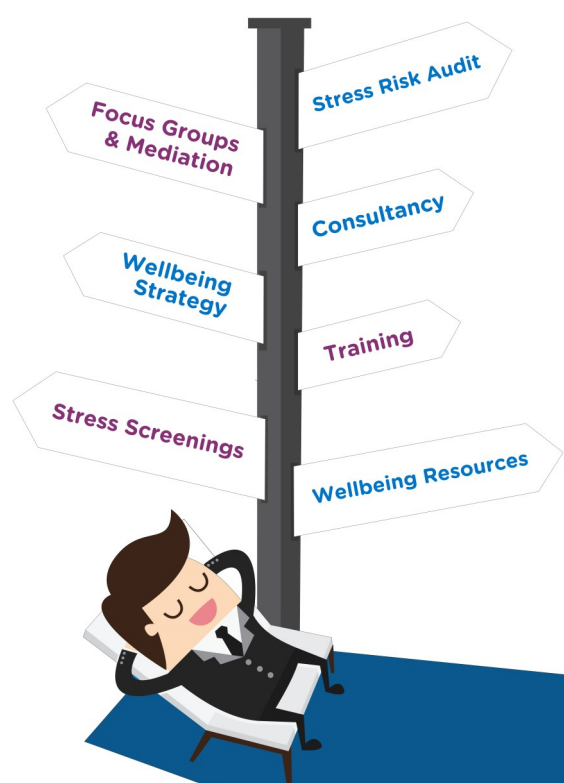 Stress Risk Audit
Focus Groups
& Mediation
Consultancy
Wellbeing
Strategy
Training
Stress Screenings
Wellbeing Resources